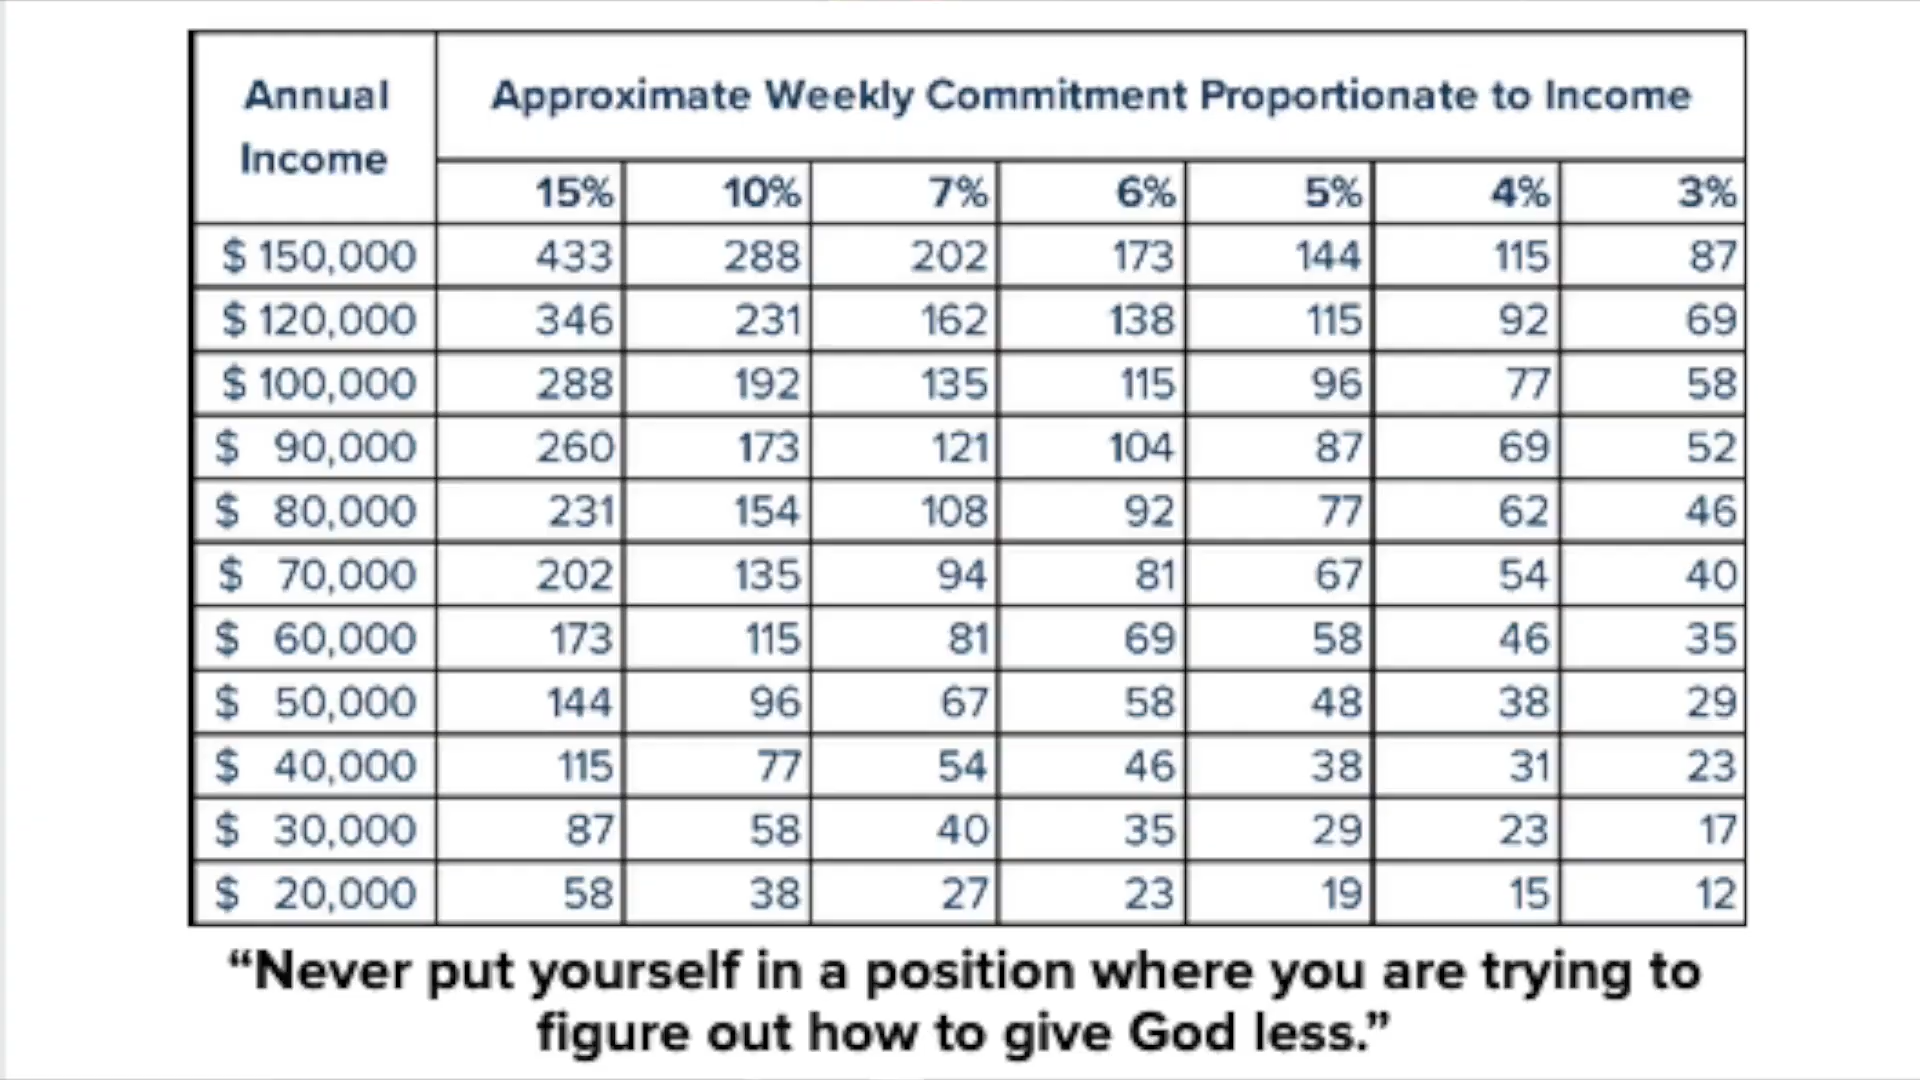 Annual Income
Approximate Weekly Commitment Proportionate to Income
15% 10% 7% 6% 5% 4% 3%
$ 150,000 433 288 202 173 144 115 87
$ 120,000 346 231 162 138 115 92 69
$ 100,000 288 192 135 115 96 77 58
$ 90,000 260 173 121 104 87 69 52
$ 80,000 231 154 108 92 77 62 46
$ 70,000 202 135 94 81 67 54 40
$ 60,000 173 115 81 69 58 46 35
$ 50,000 144 96 67 58 48 38 29
$ 40,000 115 77 54 46 38 31 23
$ 30,000 87 58 40 35 29 23 17
$ 20,000 58 38 27 23 19 15 12
“Never put yourself in a position where you are trying to
figure out how to give God less.”